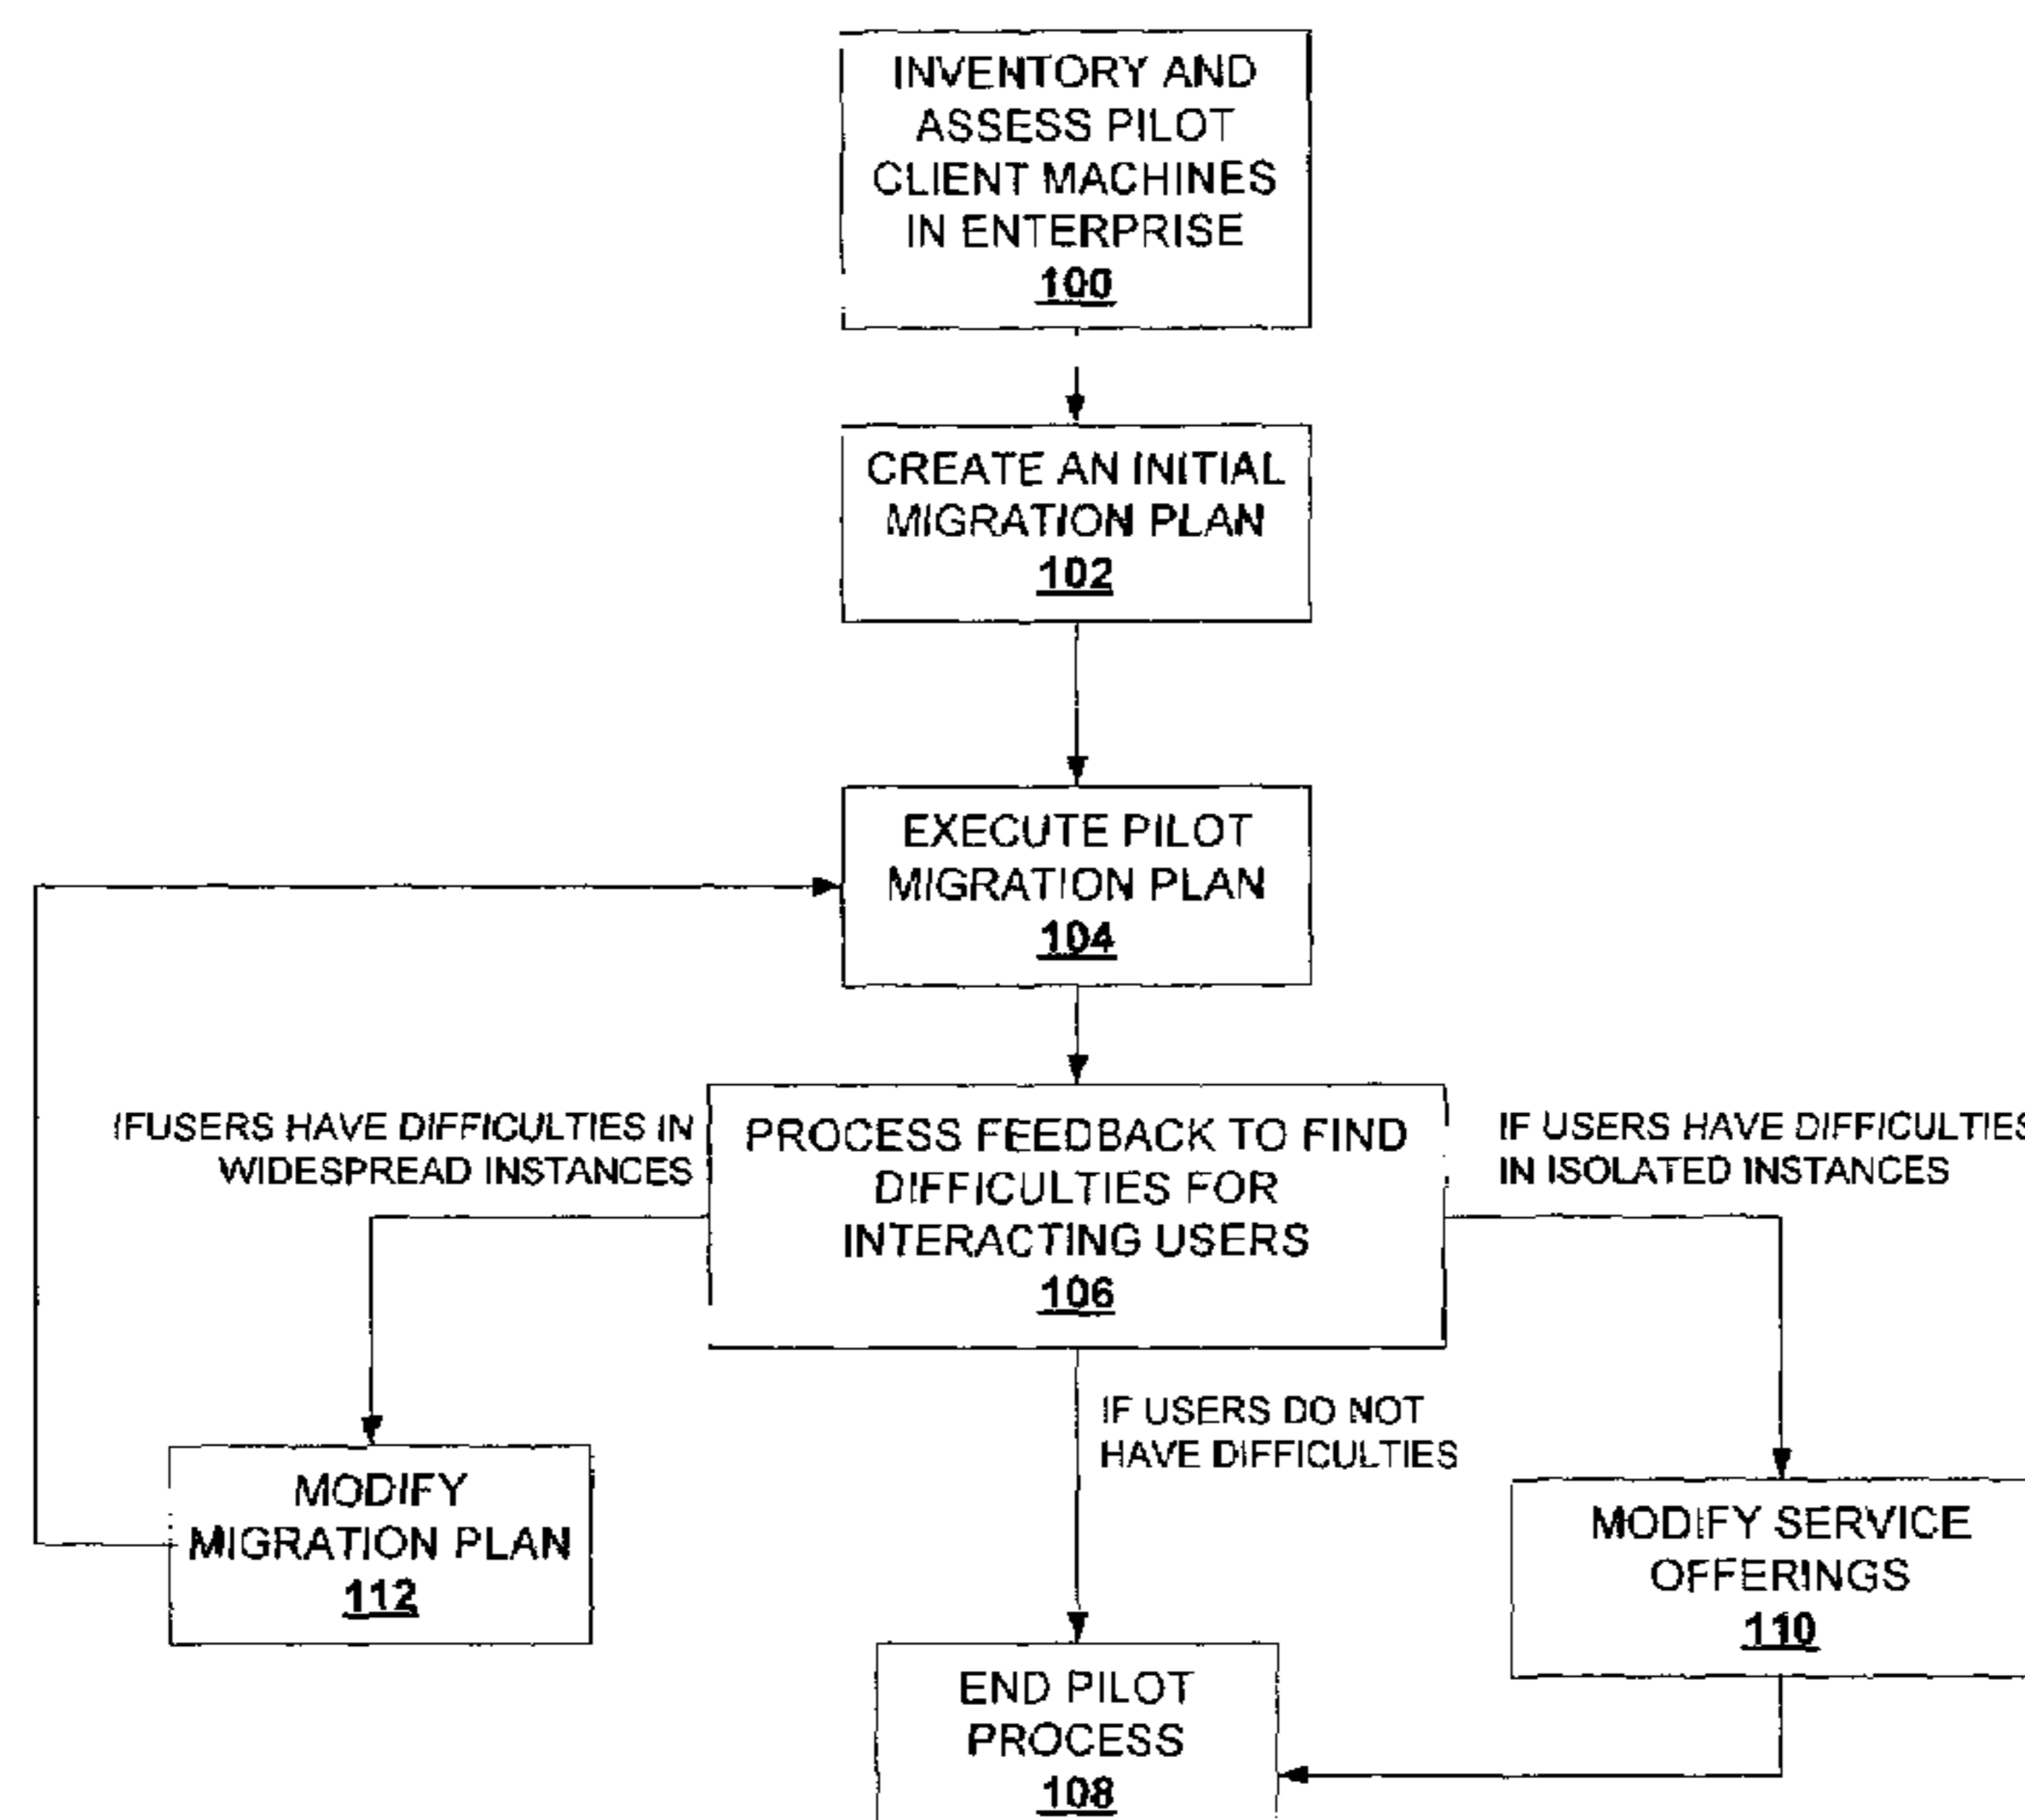 INVENTORY AND
ASSESS PILOT
CLIENT MACHINES
IN ENTERPRISE
100
CREATE AN INITIAL
MIGRATION PLAN
102
EXECUTE PILOT
MIGRATION PLAN
104
IFUSERS HAVE DIFFICULTIES IN
WIDESPREAD INSTANCES
PROCESS FEEDBACK TO FIND
DIFFICULTIES FOR
INTERACTING USERS
106
IF USERS HAVE DIFFICULTIES
IN ISOLATED INSTANCES
IF USERS DO NOT
HAVE DIFFICULTIES
MODIFY
MIGRATION PLAN
112
MODIFY SERVICE
OFFERINGS
110
END PILOT
PROCESS
108